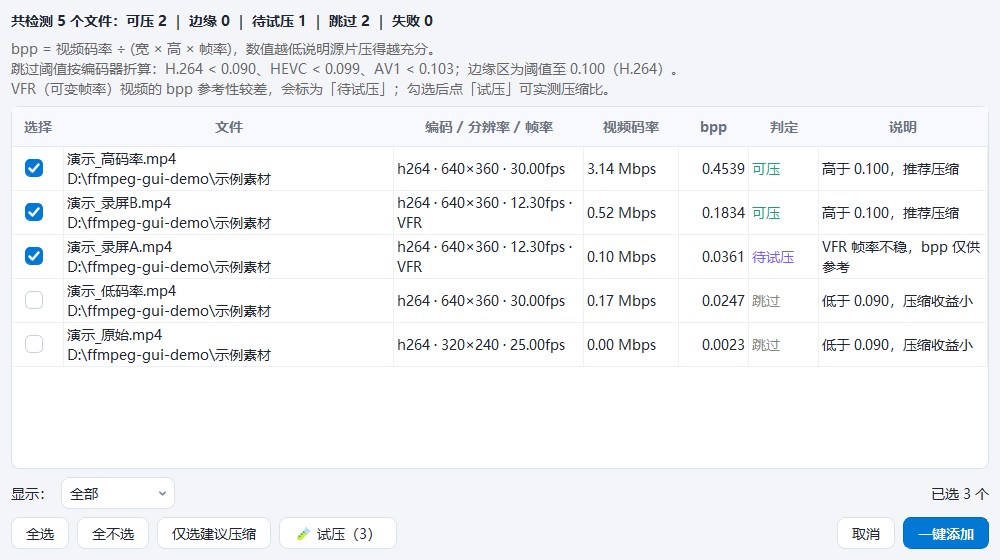 共检测 5 个文件：可压 2 | 边缘 0 | 待试压 1 | 跳过 2 | 失败 0
bpp = 视频码率 ÷ (宽 × 高 × 帧率)，数值越低说明源片压得越充分。
跳过阈值按编码器折算：H.264 < 0.090、HEVC < 0.099、AV1 < 0.103；边缘区为阈值至 0.100（H.264）。
VFR（可变帧率）视频的 bpp 参考性较差，会标为「待试压」；勾选后点「试压」可实测压缩比。
选择 文件 编码 / 分辨率 / 帧率 视频码率 bpp 判定 说明
演示_高码率.mp4
D:\ffmpeg-gui-demo\示例素材
h264 · 640×360 · 30.00fps 3.14 Mbps 0.4539 可压 高于 0.100，推荐压缩
演示_录屏B.mp4
D:\ffmpeg-gui-demo\示例素材
h264 · 640×360 · 12.30fps ·
VFR
0.52 Mbps 0.1834 可压 高于 0.100，推荐压缩
演示_录屏A.mp4
D:\ffmpeg-gui-demo\示例素材
h264 · 640×360 · 12.30fps ·
VFR
0.10 Mbps 0.0361 待试压
VFR 帧率不稳，bpp 仅供
参考
演示_低码率.mp4
D:\ffmpeg-gui-demo\示例素材
h264 · 640×360 · 30.00fps 0.17 Mbps 0.0247 跳过 低于 0.090，压缩收益小
演示_原始.mp4
D:\ffmpeg-gui-demo\示例素材
h264 · 320×240 · 25.00fps 0.00 Mbps 0.0023 跳过 低于 0.090，压缩收益小
显示： 全部 已选 3 个
全选 全不选 仅选建议压缩 试压（3） 取消 一键添加